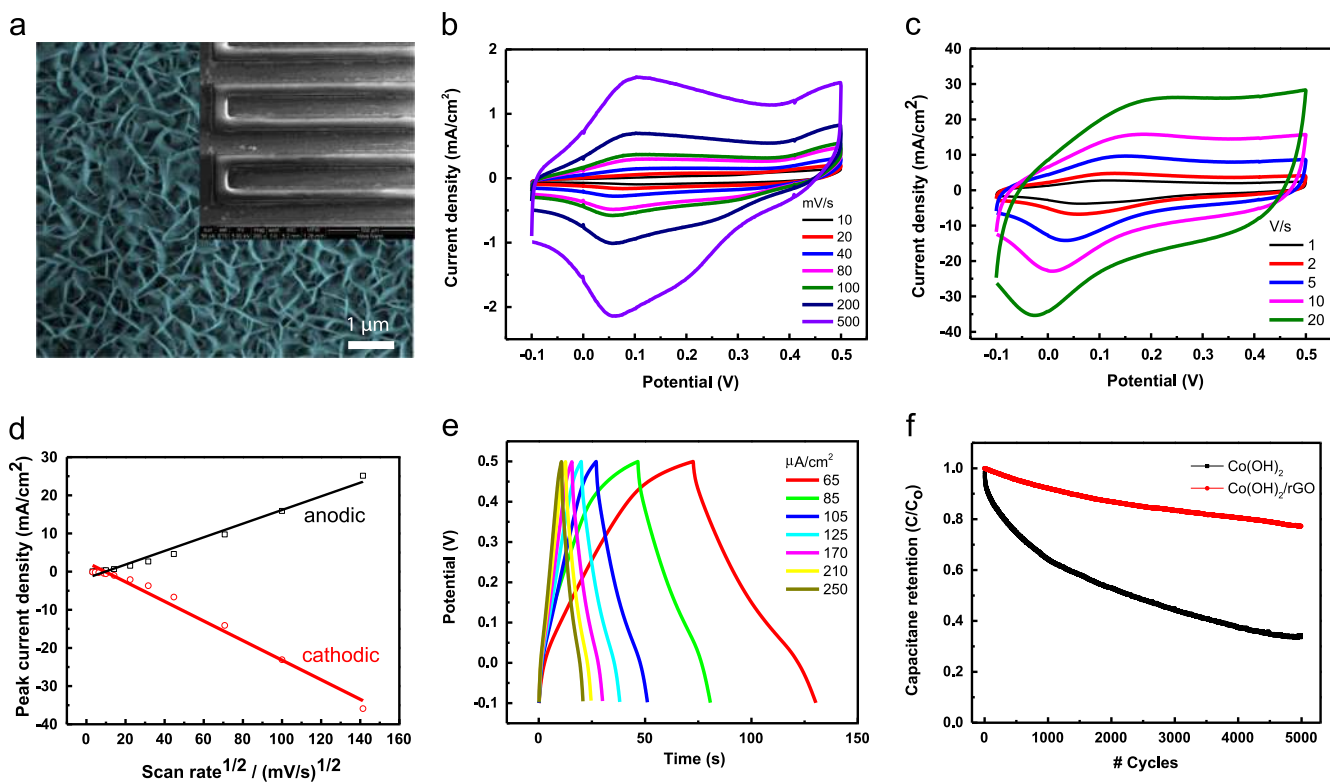 a
1 µm
b
Current density (mA/cm2)
2
1
0
-1
-2
mV/s
10
20
40
80
100
200
500
-0.1 0.0 0.1 0.2 0.3 0.4 0.5
Potential (V)
c
Current density (mA/cm2)
40
30
20
10
0
-10
-20
-30
-40
V/s
1
2
5
10
20
-0.1 0.0 0.1 0.2 0.3 0.4 0.5
Potential (V)
d
Peak current density (mA/cm2)
30
25
20
15
10
5
0
-10
-20
-30
-40
anodic
cathodic
0 20 40 60 80 100 120 140 160
Scan rate1/2 / (mV/s)1/2
e
Potential (V)
0.5
0.5
0.4
0.3
0.2
0.1
0.0
-0.1
µA/cm2
65
85
105
125
170
210
250
0 50 100 150
Time (s)
f
Capacitane retention (C/Co)
1.0
0.8
0.6
0.4
0.2
0.0
Co(OH)2
Co(OH)2/rGO
0 1000 2000 3000 4000 5000
# Cycles